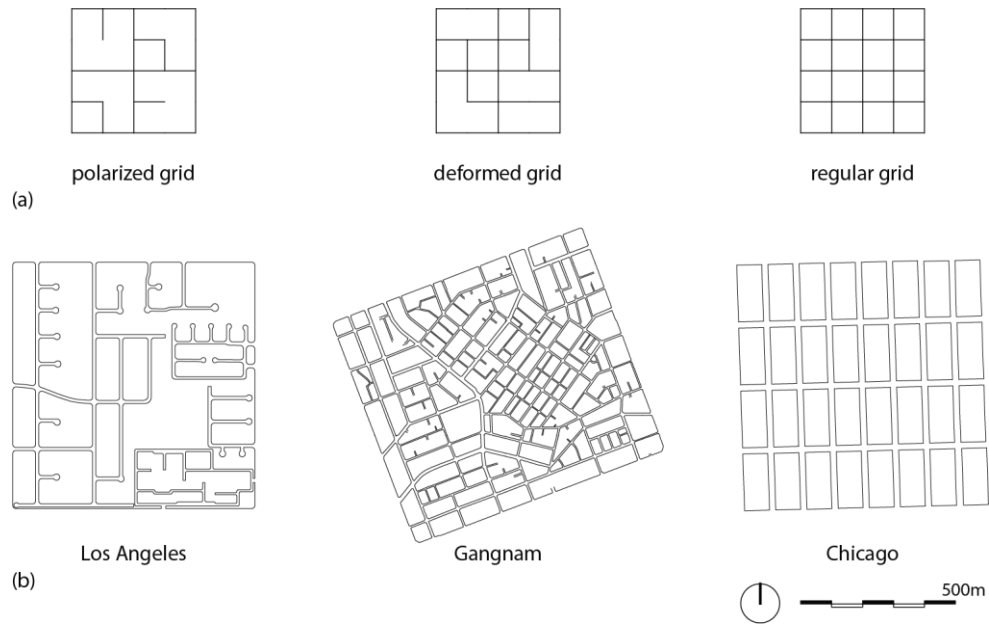 polarized grid
deformed grid
regular grid
(a)
Los Angeles
Gangnam
Chicago
(b)
500m